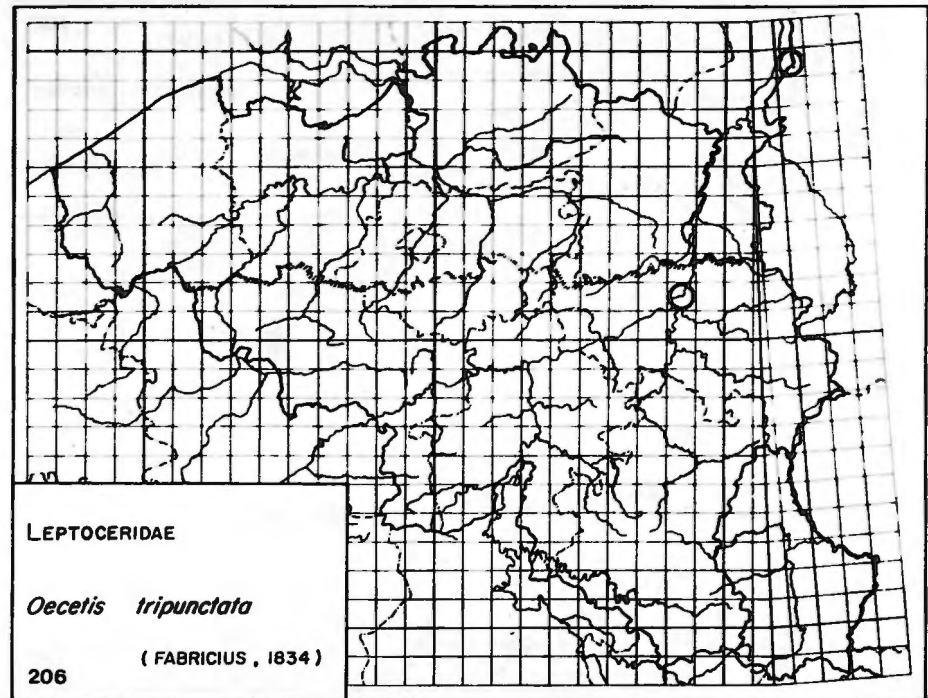 LEPTOCERIDAE
Oecetis tripunctata
( FABRICIUS , 1834 )
206